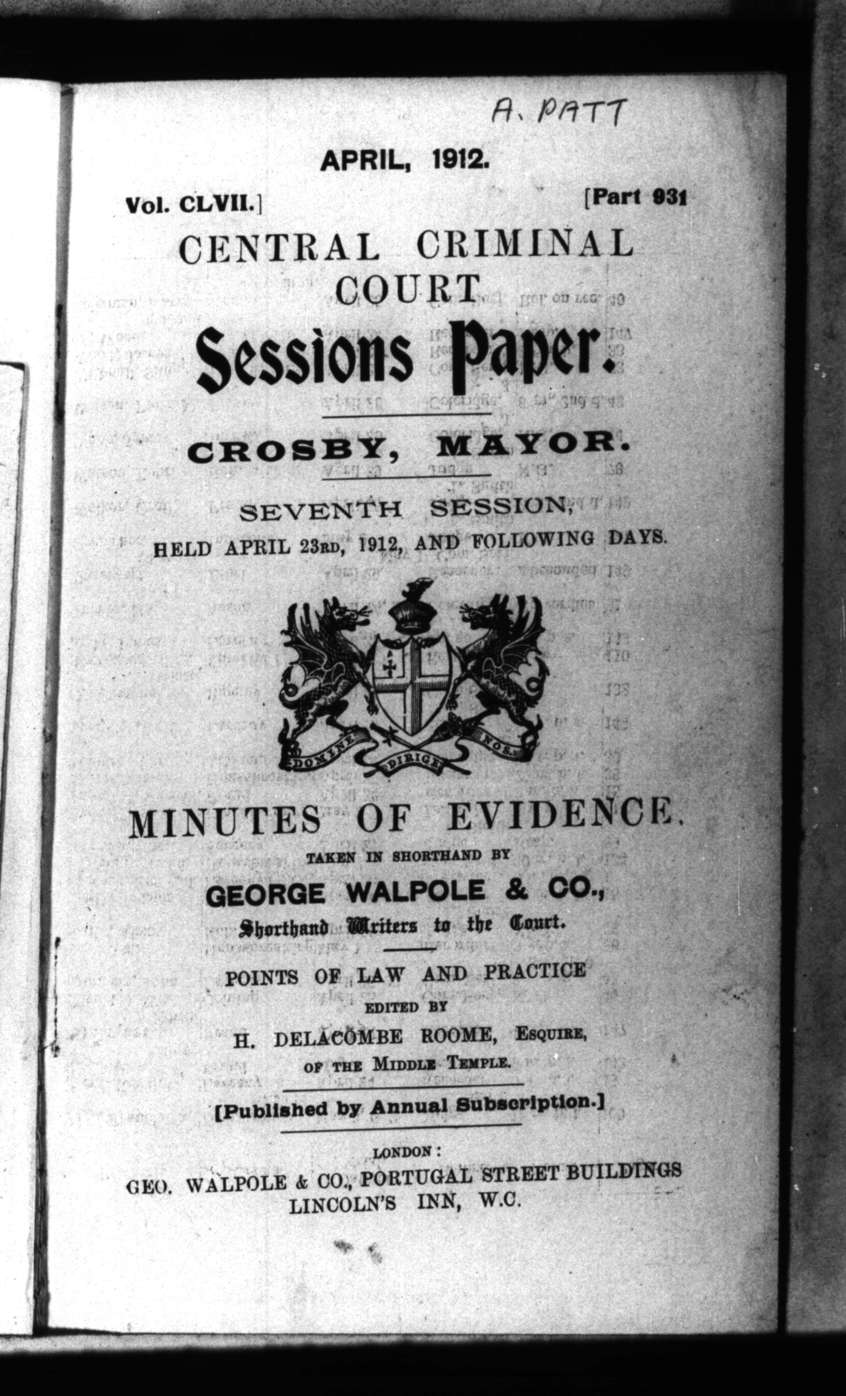 A. PATT
APRIL, 1912.
Vol. CLVII.] [Part 931
CENTRAL CRIMINAL
COURT
Sessions Paper.
CROSBY, MAYOR.
SEVENTH SESSION,
HELD APRIL 23RD, 1912, AND FOLLOWING DAYS.
DOMINE DIRIGE NOS
MINUTES OF EVIDENCE.
TAKEN IN SHORTHAND BY
GEORGE WALPOLE & CO.,
Shorthand Writers to the Court.
POINTS OF LAW AND PRACTICE
EDITED BY
H. DELACOMBE ROOME, ESQUIRE,
OF THE MIDDLE TEMPLE.
[Published by Annual Subscription.]
LONDON:
GEO. WALPOLE & CO., PORTUGAL STREET BUILDINGS
LINCOLN'S INN, W.C.